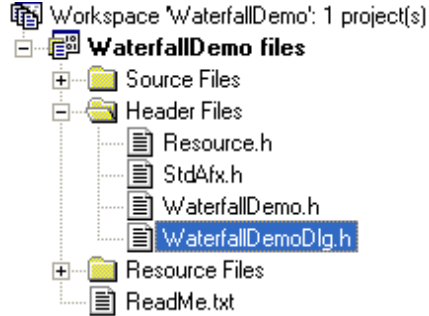 Workspace 'WaterfallDemo': 1 project(s)
WaterfallDemo files
Source Files
Header Files
Resource.h
StdAfx.h
WaterfallDemo.h
WaterfallDemoDlg.h
Resource Files
ReadMe.txt